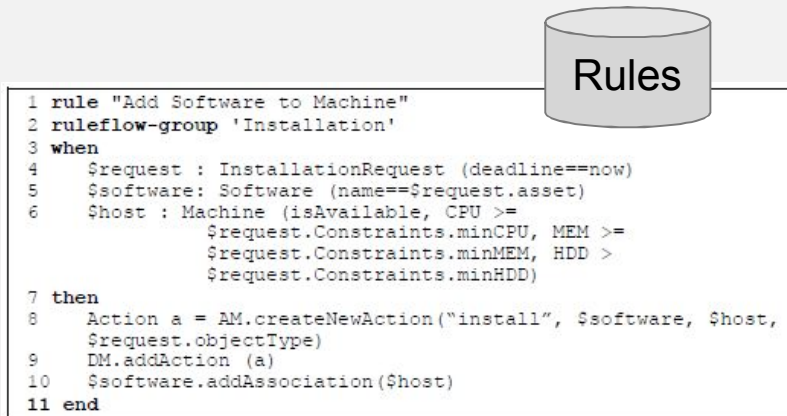 Rules
1 rule "Add Software to Machine"
2 ruleflow-group 'Installation'
3 when
4 $request : InstallationRequest (deadline==now)
5 $software: Software (name==$request.asset)
6 $host : Machine (isAvailable, CPU >=
$request.Constraints.minCPU, MEM >=
$request.Constraints.minMEM, HDD >
$request.Constraints.minHDD)
7 then
8 Action a = AM.createNewAction(“install”, $software, $host,
$request.objectType)
9 DM.addAction (a)
10 $software.addAssociation($host)
11 end